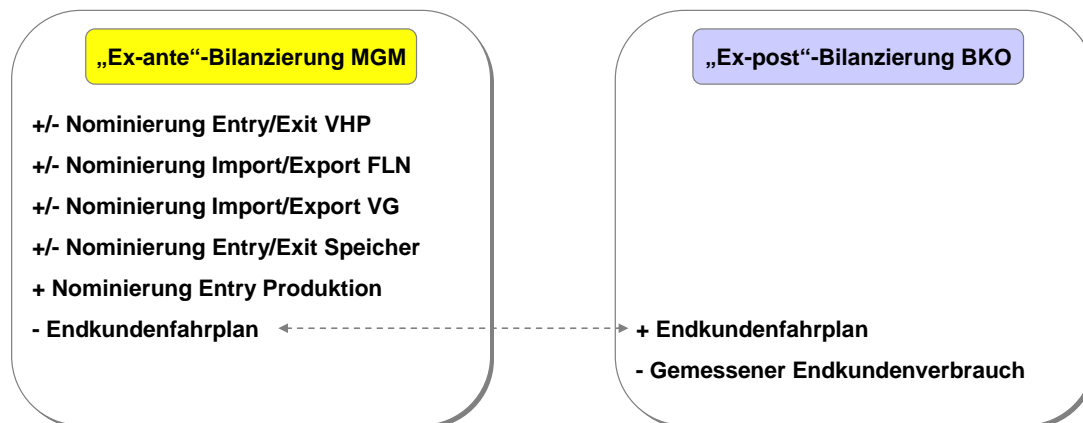 „Ex-ante“-Bilanzierung MGM
+/- Nominierung Entry/Exit VHP
+/- Nominierung Import/Export FLN
+/- Nominierung Import/Export VG
+/- Nominierung Entry/Exit Speicher
+ Nominierung Entry Produktion
- Endkundenfahrplan
„Ex-post“-Bilanzierung BKO
+ Endkundenfahrplan
- Gemessener Endkundenverbrauch